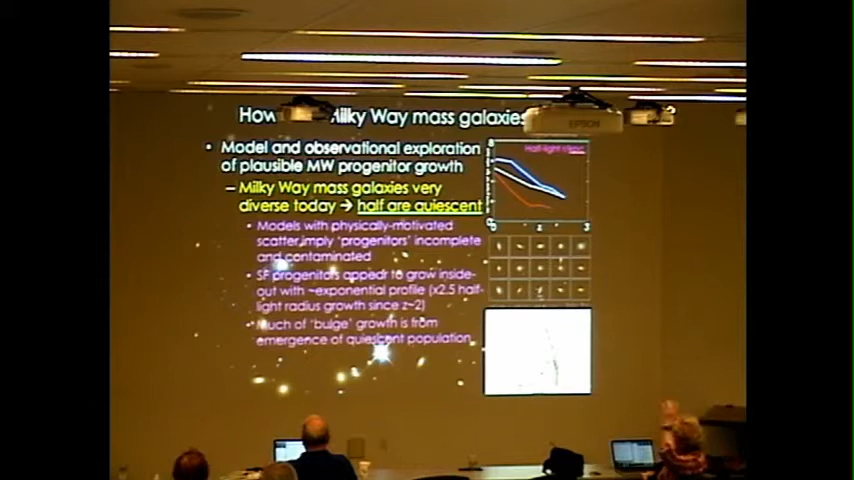 How Milky Way mass galaxies
EPSON
• Model and observational exploration
of plausible MW progenitor growth
– Milky Way mass galaxies very
diverse today → half are quiescent
• Models with physically-motivated
scatter imply 'progenitors' incomplete
and contaminated
• SF progenitors appear to grow inside-
out with ~exponential profile (x2.5 half-
light radius growth since z~2)
• Much of 'bulge' growth is from
emergence of quiescent population
Half-light
0 z 3